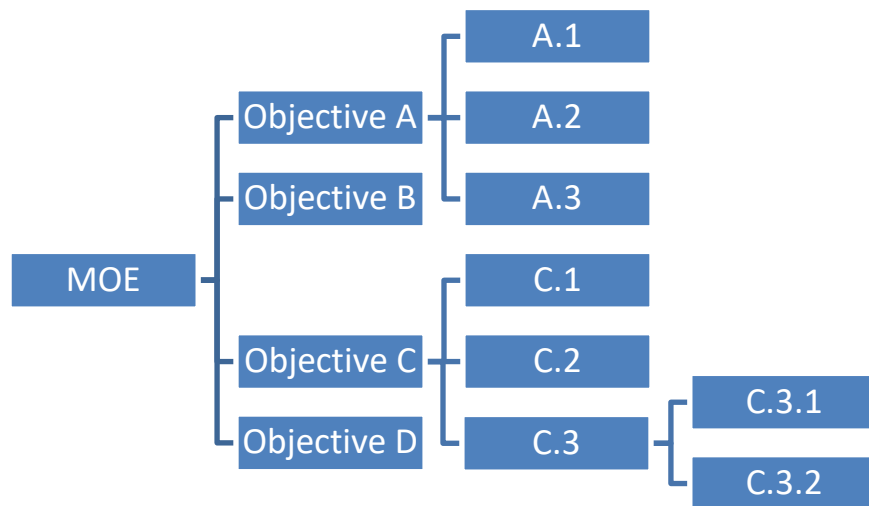 MOE
Objective A
A.1
A.2
A.3
Objective B
Objective C
C.1
C.2
C.3
C.3.1
C.3.2
Objective D